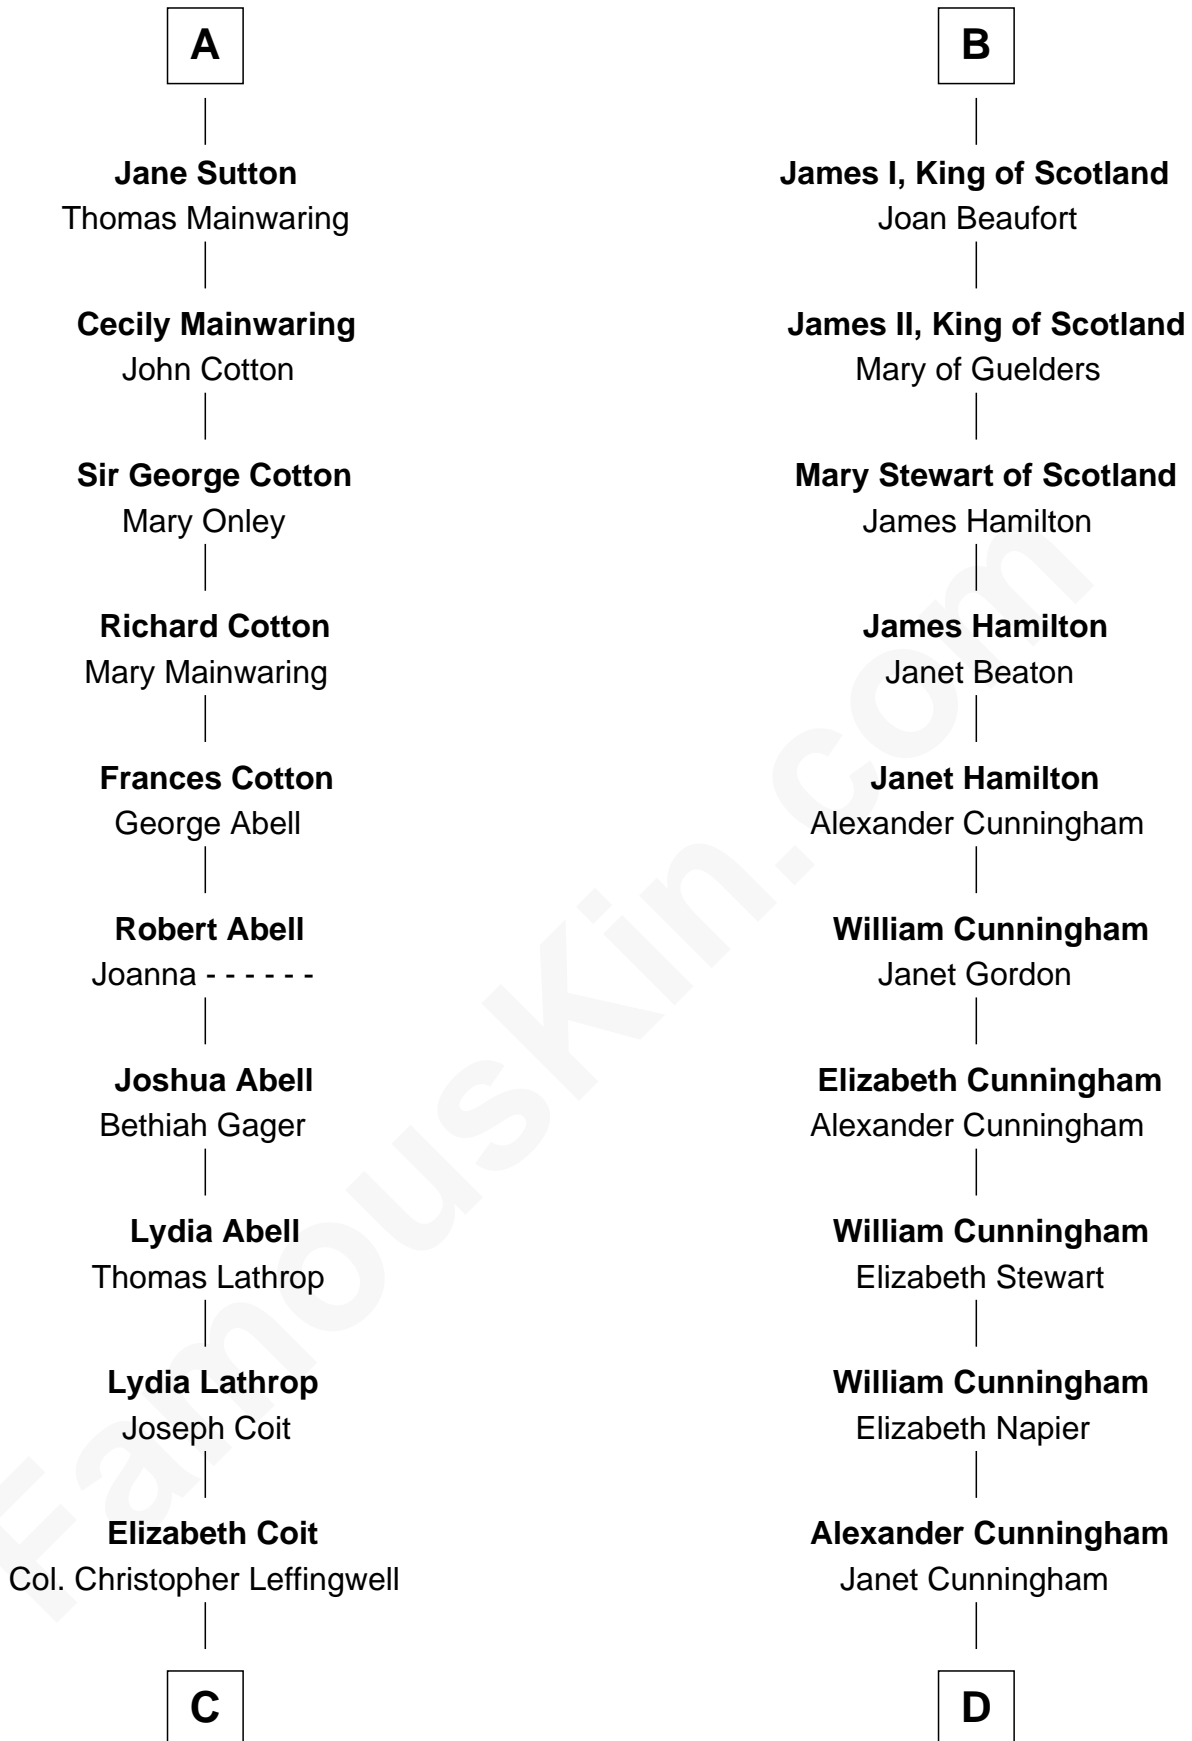 A
Jane Sutton
Thomas Mainwaring
Cecily Mainwaring
John Cotton
Sir George Cotton
Mary Onley
Richard Cotton
Mary Mainwaring
Frances Cotton
George Abell
Robert Abell
Joanna - - - - - -
Joshua Abell
Bethiah Gager
Lydia Abell
Thomas Lathrop
Lydia Lathrop
Joseph Coit
Elizabeth Coit
Col. Christopher Leffingwell
C
B
James I, King of Scotland
Joan Beaufort
James II, King of Scotland
Mary of Guelders
Mary Stewart of Scotland
James Hamilton
James Hamilton
Janet Beaton
Janet Hamilton
Alexander Cunningham
William Cunningham
Janet Gordon
Elizabeth Cunningham
Alexander Cunningham
William Cunningham
Elizabeth Stewart
William Cunningham
Elizabeth Napier
Alexander Cunningham
Janet Cunningham
D
FamousKin.com